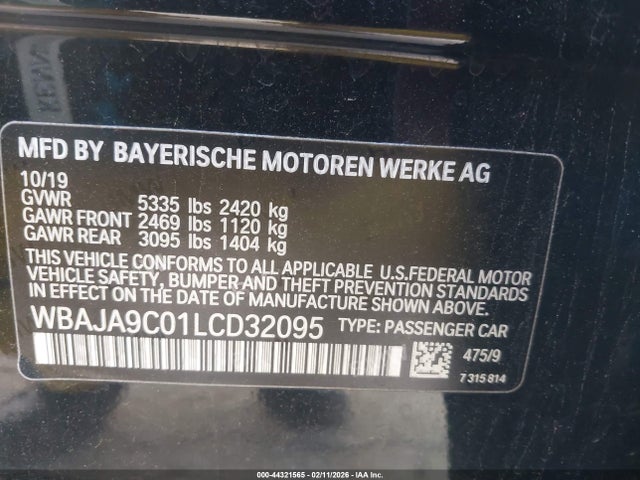 MFD BY BAYERISCHE MOTOREN WERKE AG
10/19
GVWR 5335 lbs 2420 kg
GAWR FRONT 2469 lbs 1120 kg
GAWR REAR 3095 lbs 1404 kg
THIS VEHICLE CONFORMS TO ALL APPLICABLE U.S.FEDERAL MOTOR
VEHICLE SAFETY, BUMPER AND THEFT PREVENTION STANDARDS
IN EFFECT ON THE DATE OF MANUFACTURE SHOWN ABOVE.
WBAJA9C01LCD32095 TYPE: PASSENGER CAR
475/9
7 315 814
000-44321565 - 02/11/2026 - IAA Inc.